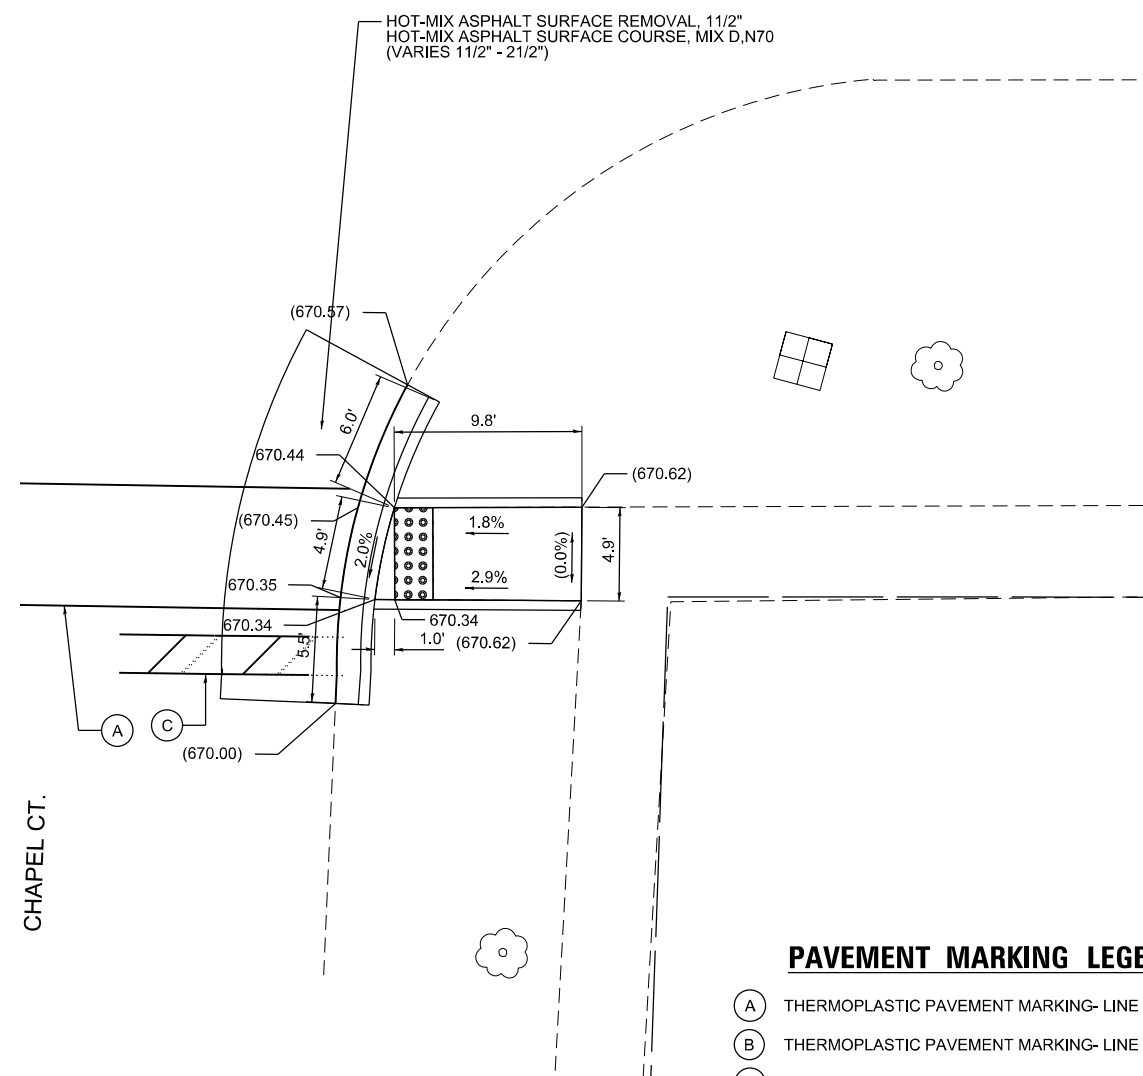 HOT-MIX ASPHALT SURFACE REMOVAL, 11/2"
HOT-MIX ASPHALT SURFACE COURSE, MIX D,N70
(VARIES 11/2" - 21/2")
(670.57)
6.0'
9.8'
670.44
(670.62)
(670.45)
4.9'
2.0%
1.8%
(0.0%)
4.9'
2.9%
670.35
670.34
670.34
5.5'
1.0'
(670.62)
A
C
(670.00)
CHAPEL CT.
PAVEMENT MARKING LEGE
A THERMOPLASTIC PAVEMENT MARKING- LINE
B THERMOPLASTIC PAVEMENT MARKING- LINE